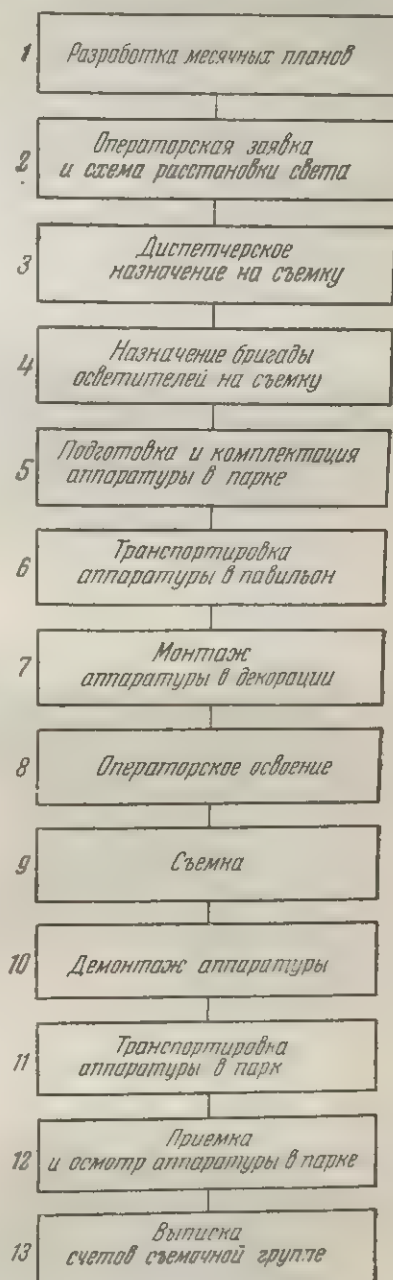 1 Разработка месячных планов
2 Операторская заявка
и схема расстановки света
3 Диспетчерское
назначение на съемку
4 Назначение бригады
осветителей на съемку
5 Подготовка и комплектация
аппаратуры в парке
6 Транспортировка
аппаратуры в павильон
7 Монтаж
аппаратуры в декорации
8 Операторское освоение
9 Съемка
10 Демонтаж аппаратуры
11 Транспортировка
аппаратуры в парк
12 Приемка
и осмотр аппаратуры в парке
13 Выписка
счетов съемочной группе